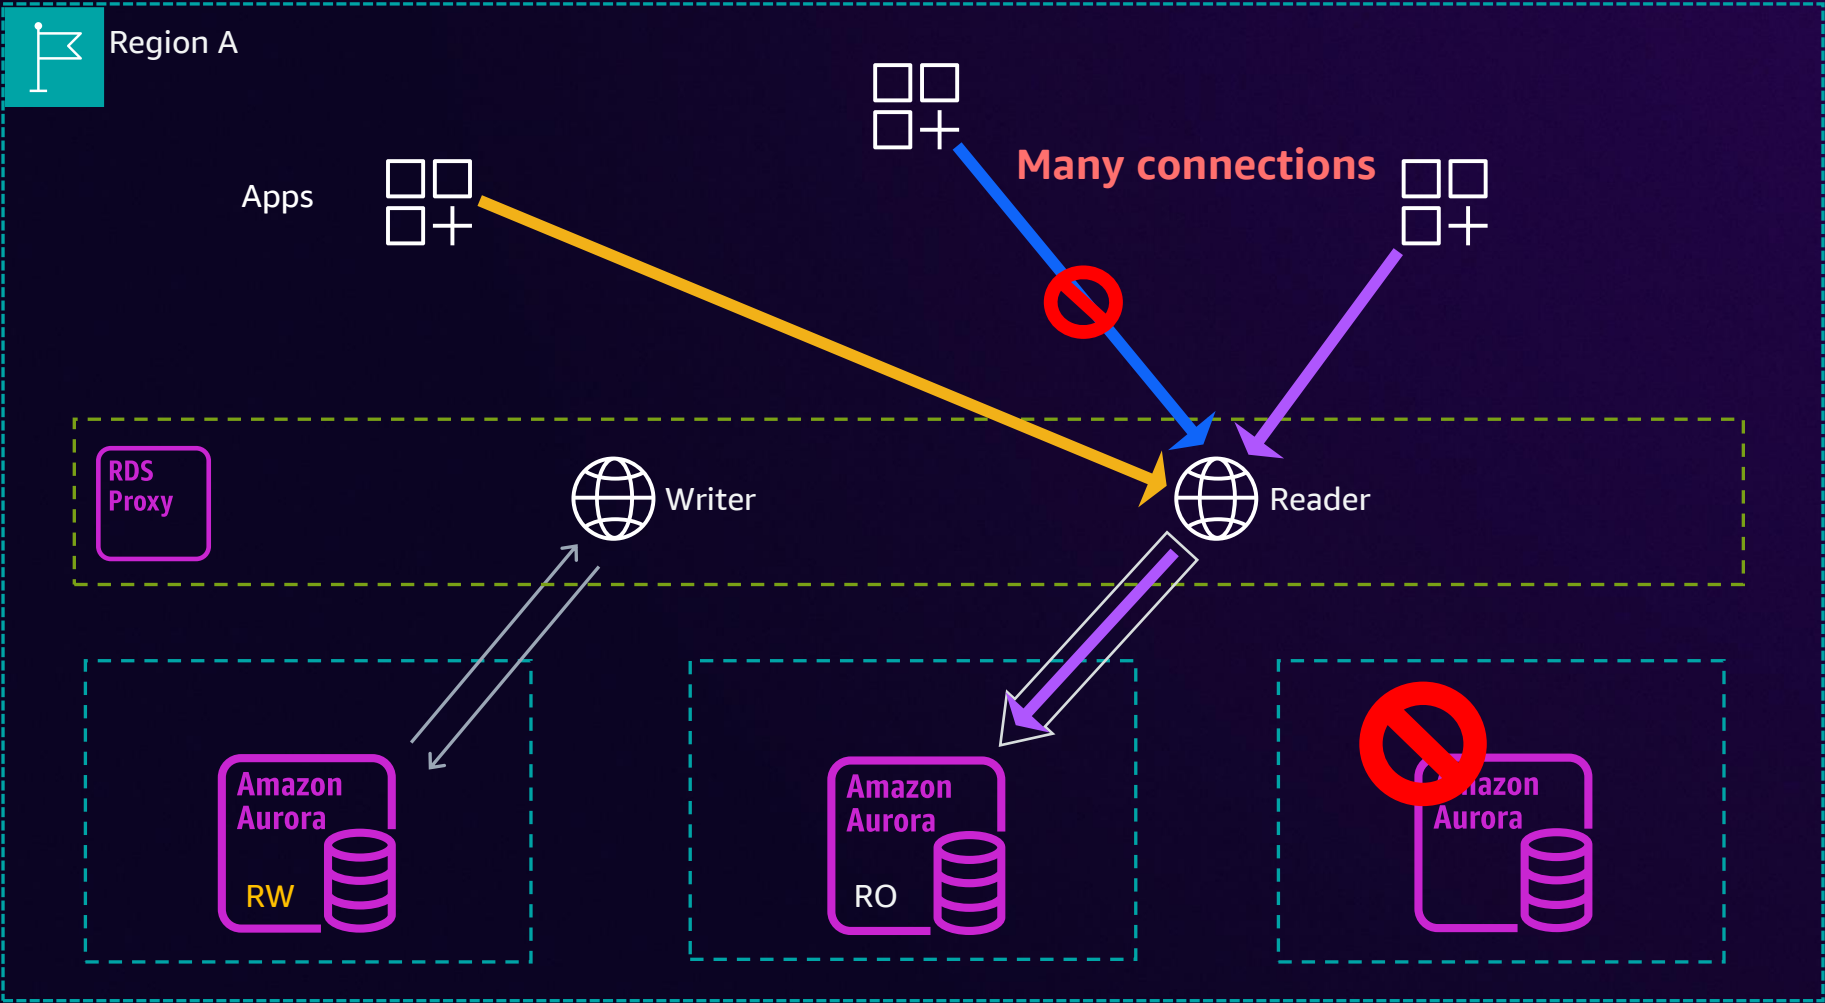 Region A
Many connections
Apps
RDS
Proxy
Writer
Reader
Amazon
Aurora
RW
Amazon
Aurora
RO
Aurora